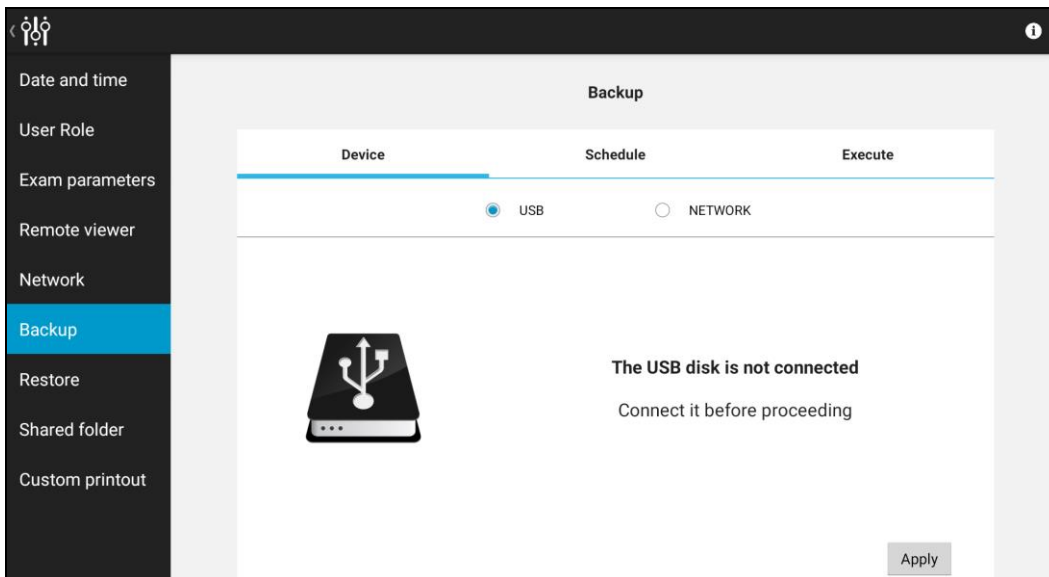 Date and time
User Role
Exam parameters
Remote viewer
Network
Backup
Restore
Shared folder
Custom printout
Backup
Device Schedule Execute
USB NETWORK
The USB disk is not connected
Connect it before proceeding
Apply